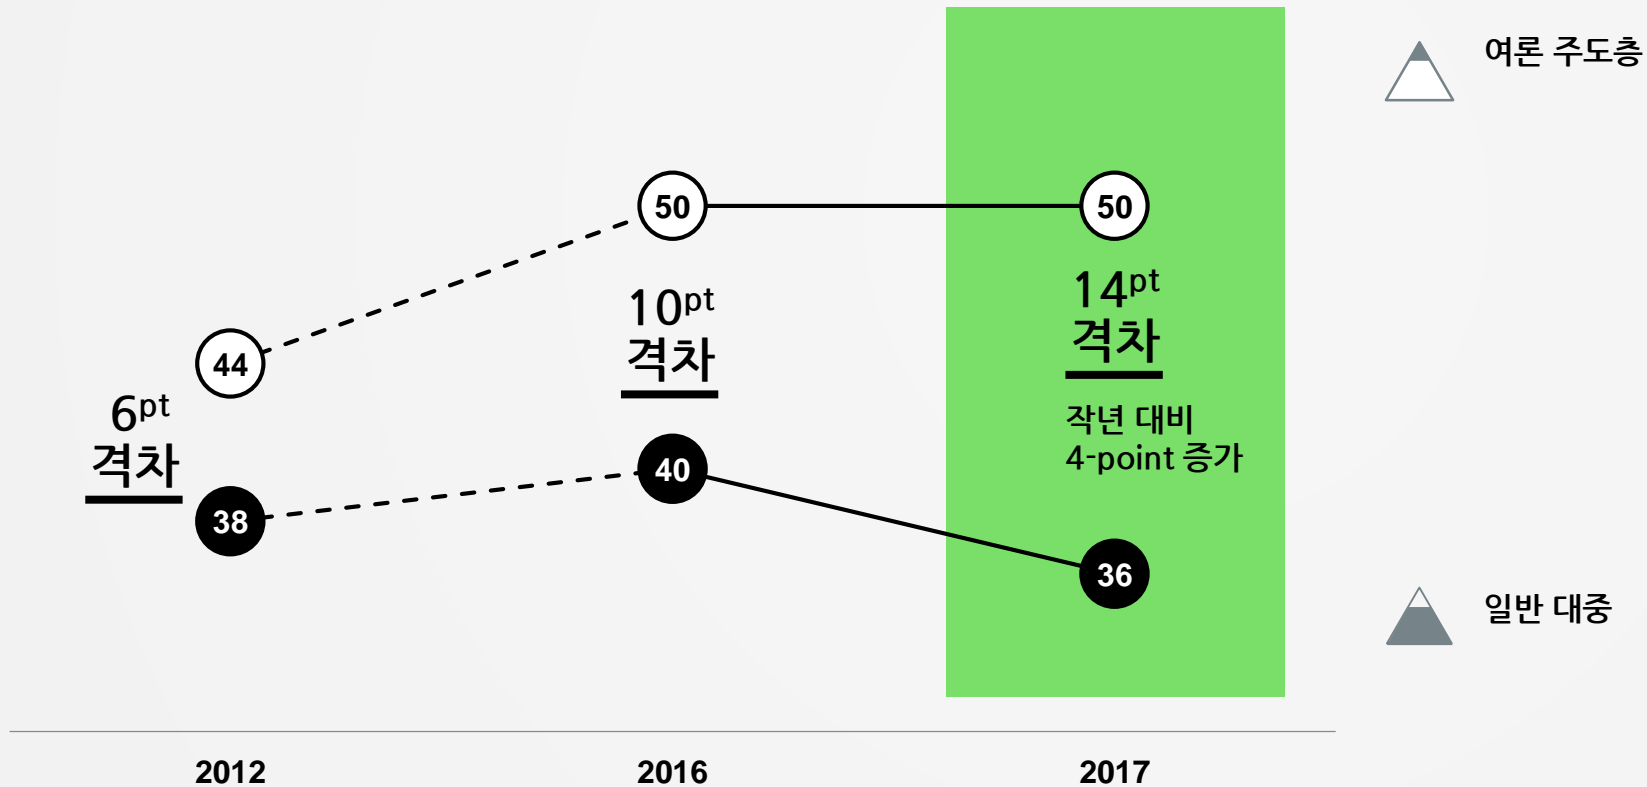 여론 주도층
50
50
44
10pt
격차
14pt
격차
6pt
격차
작년 대비
4-point 증가
40
38
36
일반 대중
2012
2016
2017